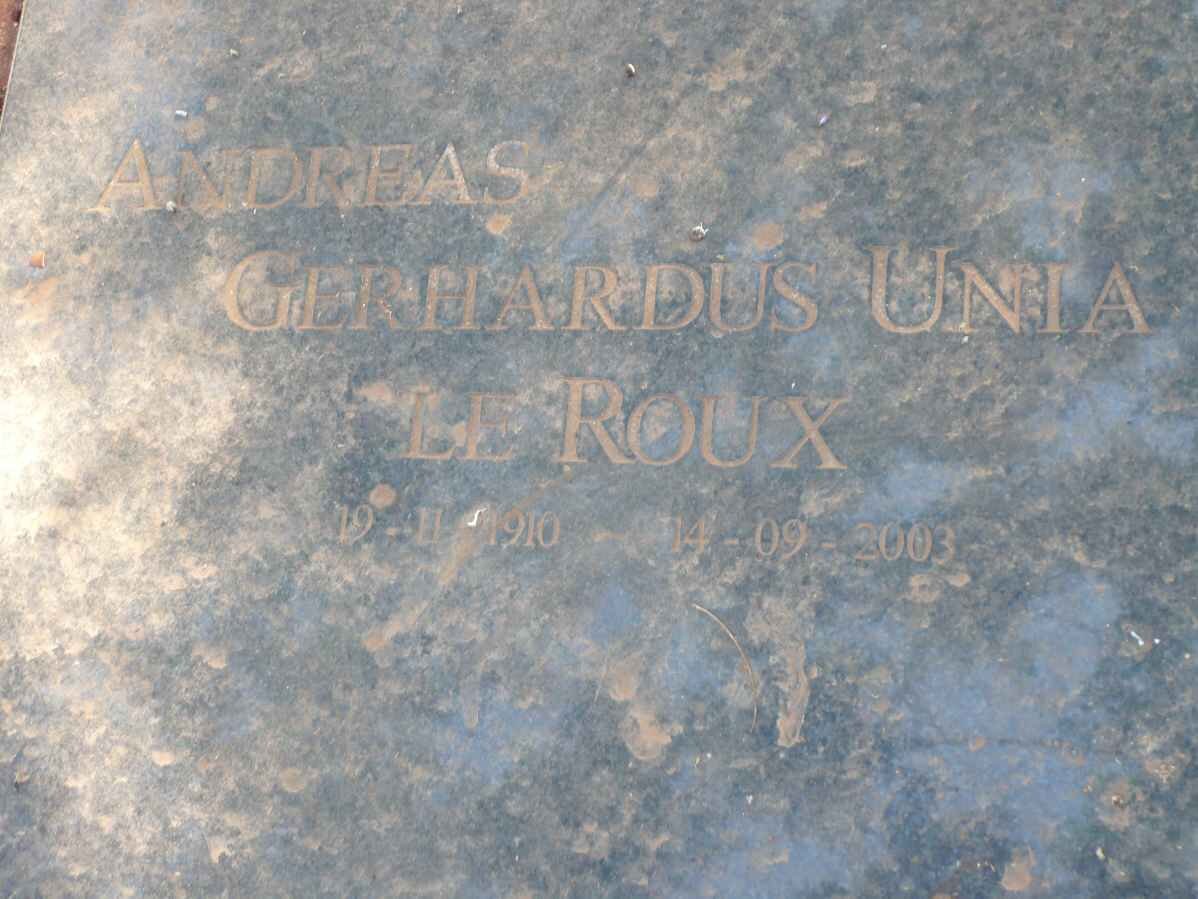 ANDREAS
GERHARDUS UNIA
LE ROUX
19 - 11 - 1910 – 14 - 09 - 2003